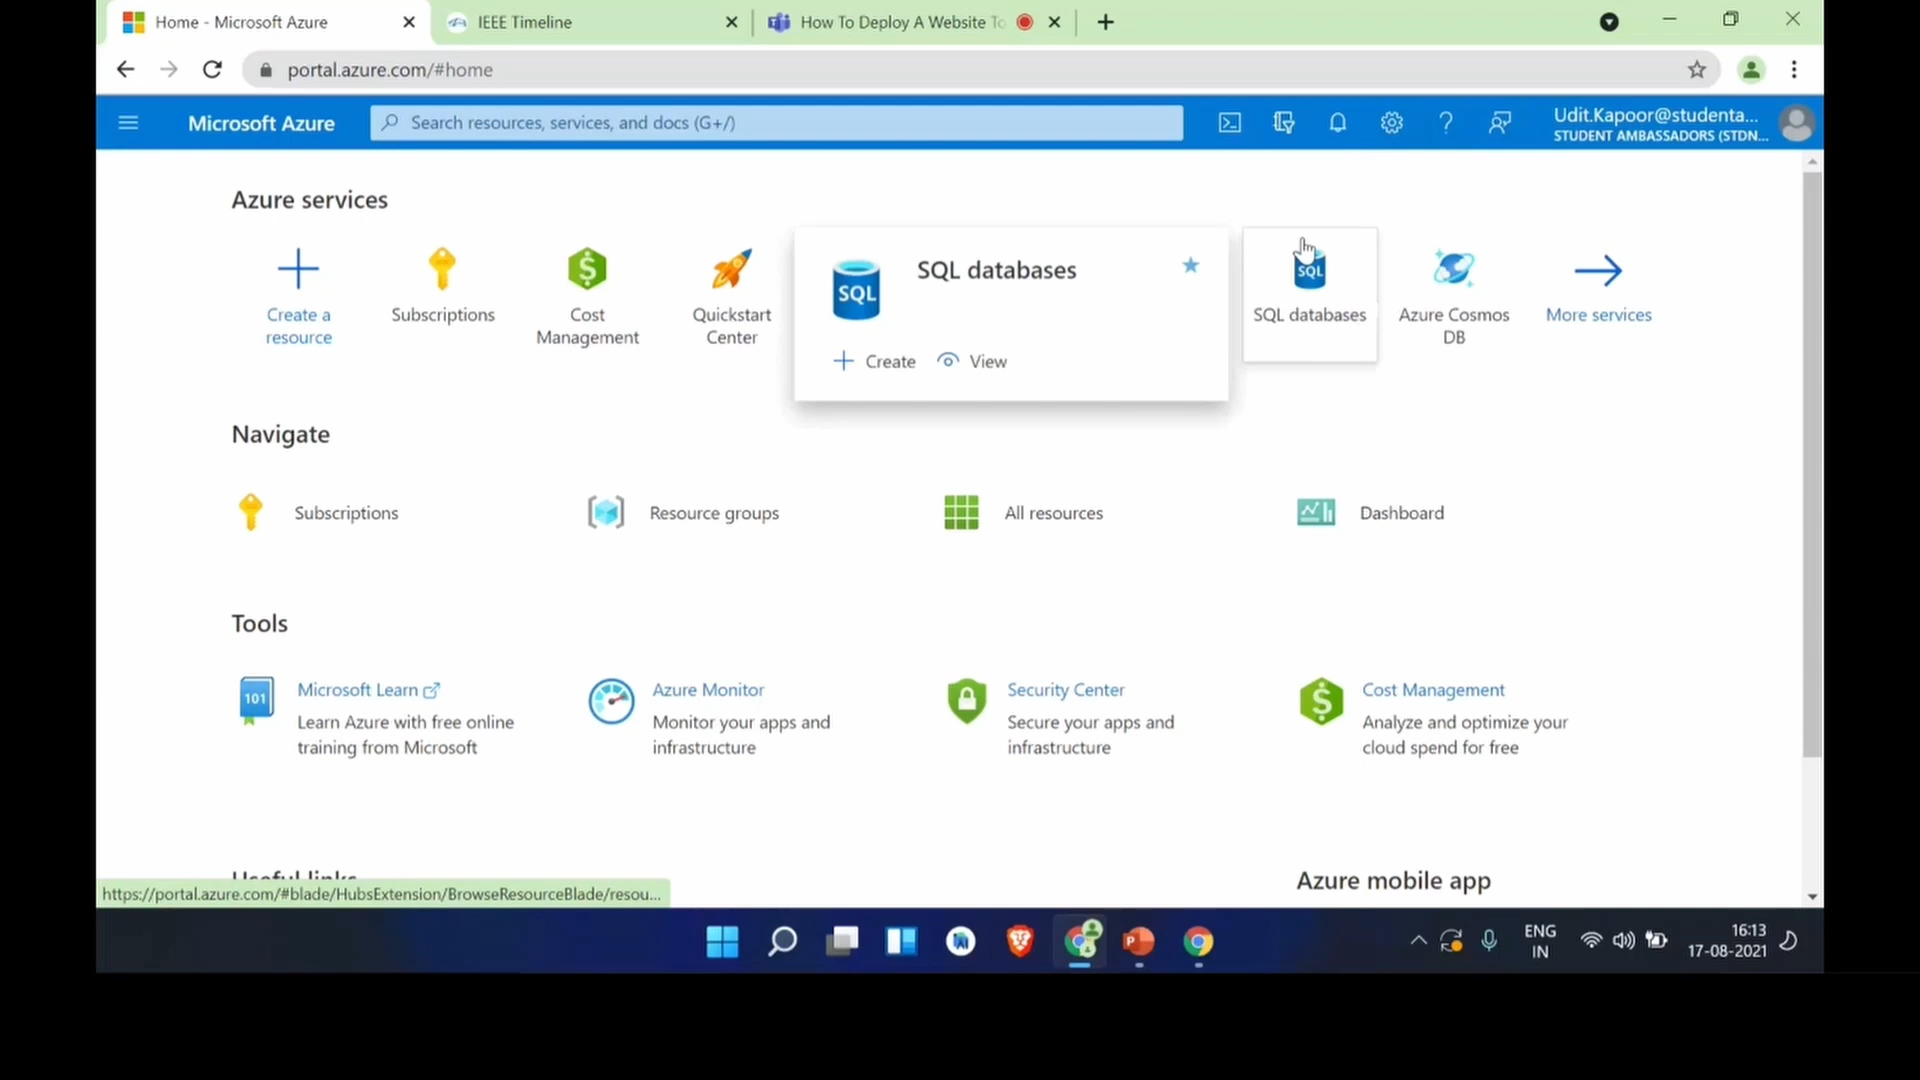 Home - Microsoft Azure
IEEE Timeline
How To Deploy A Website To
portal.azure.com/#home
Microsoft Azure
Search resources, services, and docs (G+/)
Udit.Kapoor@studenta...
STUDENT AMBASSADORS (STDN...
Azure services
Create a
resource
Subscriptions
Cost
Management
Quickstart
Center
SQL
SQL databases
Create
View
SQL
SQL databases
Azure Cosmos
DB
More services
Navigate
Subscriptions
Resource groups
All resources
Dashboard
Tools
101
Microsoft Learn
Learn Azure with free online
training from Microsoft
Azure Monitor
Monitor your apps and
infrastructure
Security Center
Secure your apps and
infrastructure
Cost Management
Analyze and optimize your
cloud spend for free
Useful links
Azure mobile app
https://portal.azure.com/#blade/HubsExtension/BrowseResourceBlade/resou...
ENG
IN
16:13
17-08-2021